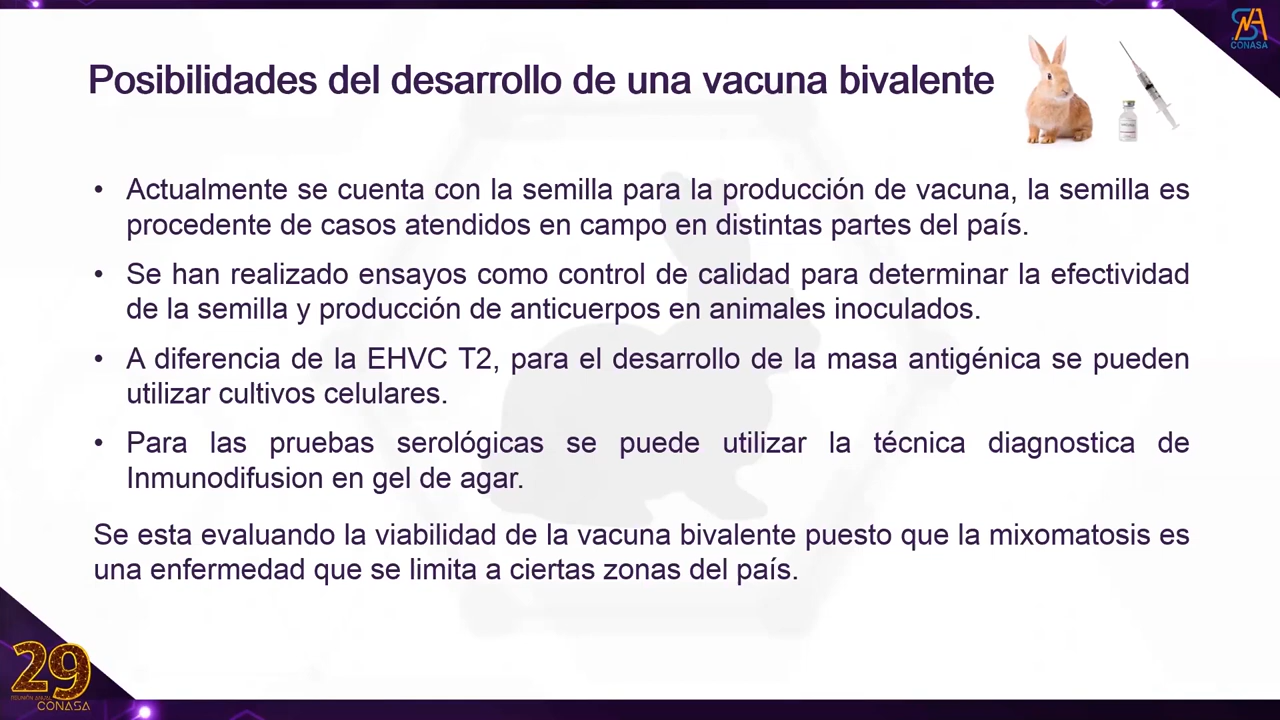 Posibilidades del desarrollo de una vacuna bivalente
CONASA
• Actualmente se cuenta con la semilla para la producción de vacuna, la semilla es
procedente de casos atendidos en campo en distintas partes del país.
• Se han realizado ensayos como control de calidad para determinar la efectividad
de la semilla y producción de anticuerpos en animales inoculados.
• A diferencia de la EHVC T2, para el desarrollo de la masa antigénica se pueden
utilizar cultivos celulares.
• Para las pruebas serológicas se puede utilizar la técnica diagnostica de
Inmunodifusion en gel de agar.
Se esta evaluando la viabilidad de la vacuna bivalente puesto que la mixomatosis es
una enfermedad que se limita a ciertas zonas del país.
29
REUNIÓN ANUAL
CONASA